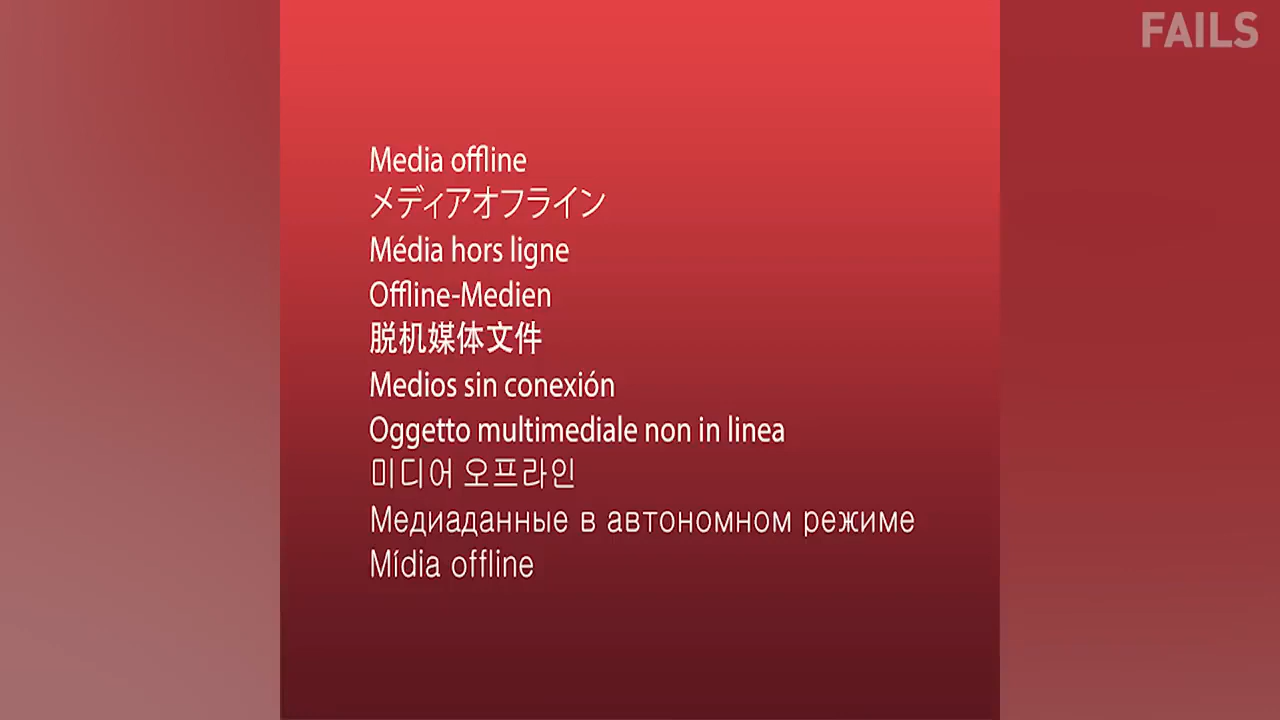 FAILS
Media offline
メディアオフライン
Média hors ligne
Offline-Medien
脱机媒体文件
Medios sin conexión
Oggetto multimediale non in linea
미디어 오프라인
Медиаданные в автономном режиме
Mídia offline